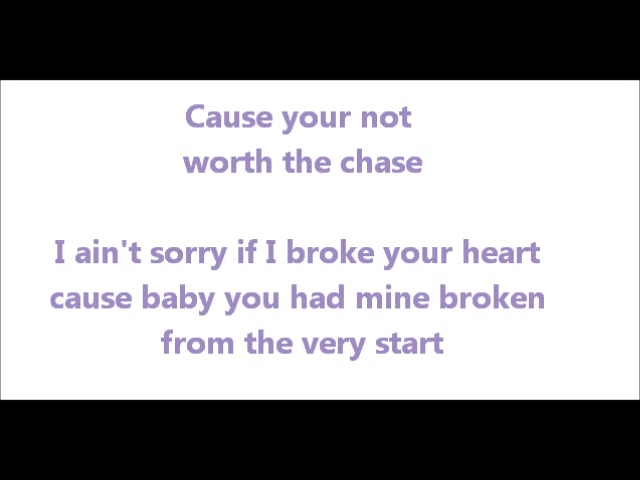 Cause your not
worth the chase
I ain't sorry if I broke your heart
cause baby you had mine broken
from the very start